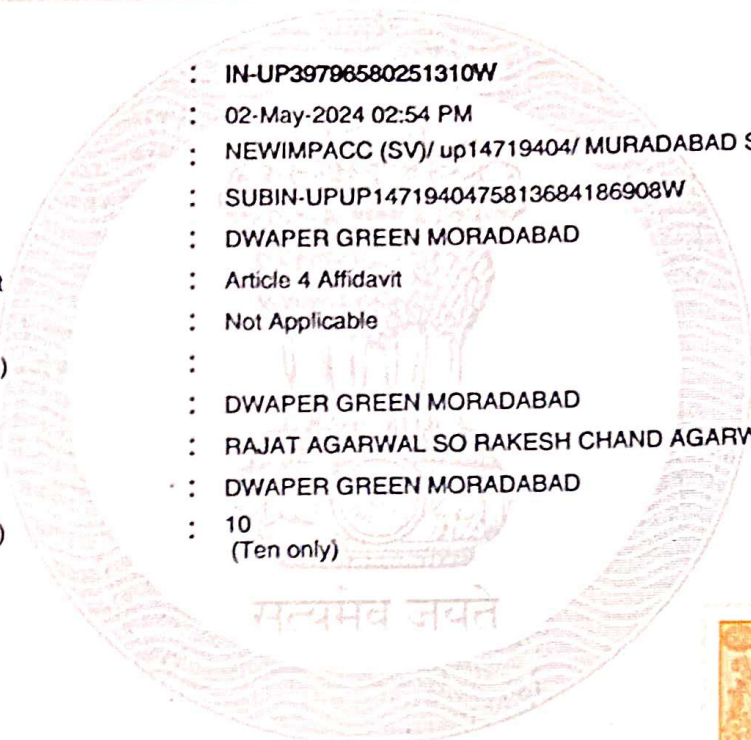 : IN-UP39796580251310W
: 02-May-2024 02:54 PM
: NEWIMPACC (SV)/ up14719404/ MURADABAD S
: SUBIN-UPUP1471940475813684186908W
: DWAPER GREEN MORADABAD
t : Article 4 Affidavit
: Not Applicable
) :
: DWAPER GREEN MORADABAD
: RAJAT AGARWAL SO RAKESH CHAND AGARW
: DWAPER GREEN MORADABAD
) : 10
(Ten only)
सत्यमेव जयते